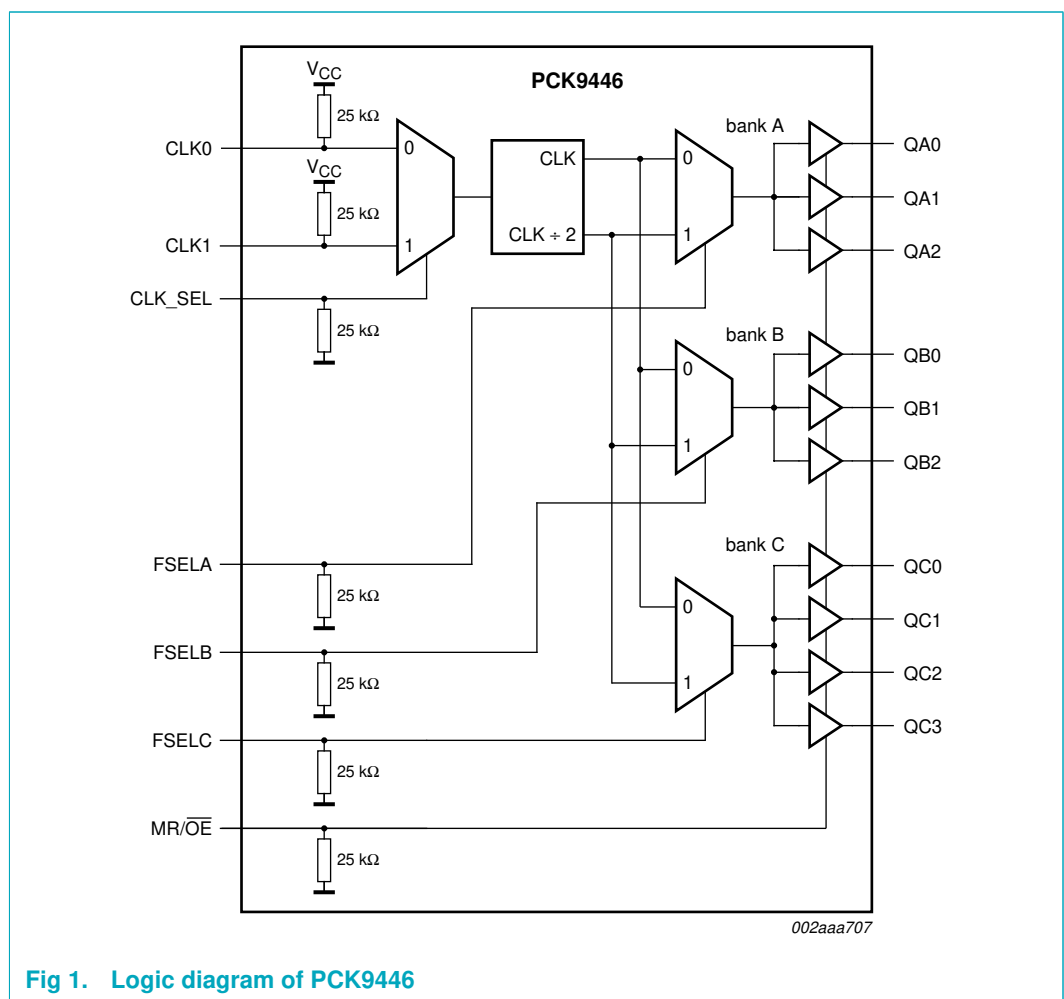 PCK9446
VCC
25 kΩ
CLK0
0
VCC
25 kΩ
CLK1
1
CLK_SEL
25 kΩ
CLK
CLK ÷ 2
0
1
bank A
QA0
QA1
QA2
bank B
0
1
QB0
QB1
QB2
bank C
0
1
QC0
QC1
QC2
QC3
FSELA
25 kΩ
FSELB
25 kΩ
FSELC
25 kΩ
MR/O̅E̅
25 kΩ
002aaa707
Fig 1. Logic diagram of PCK9446